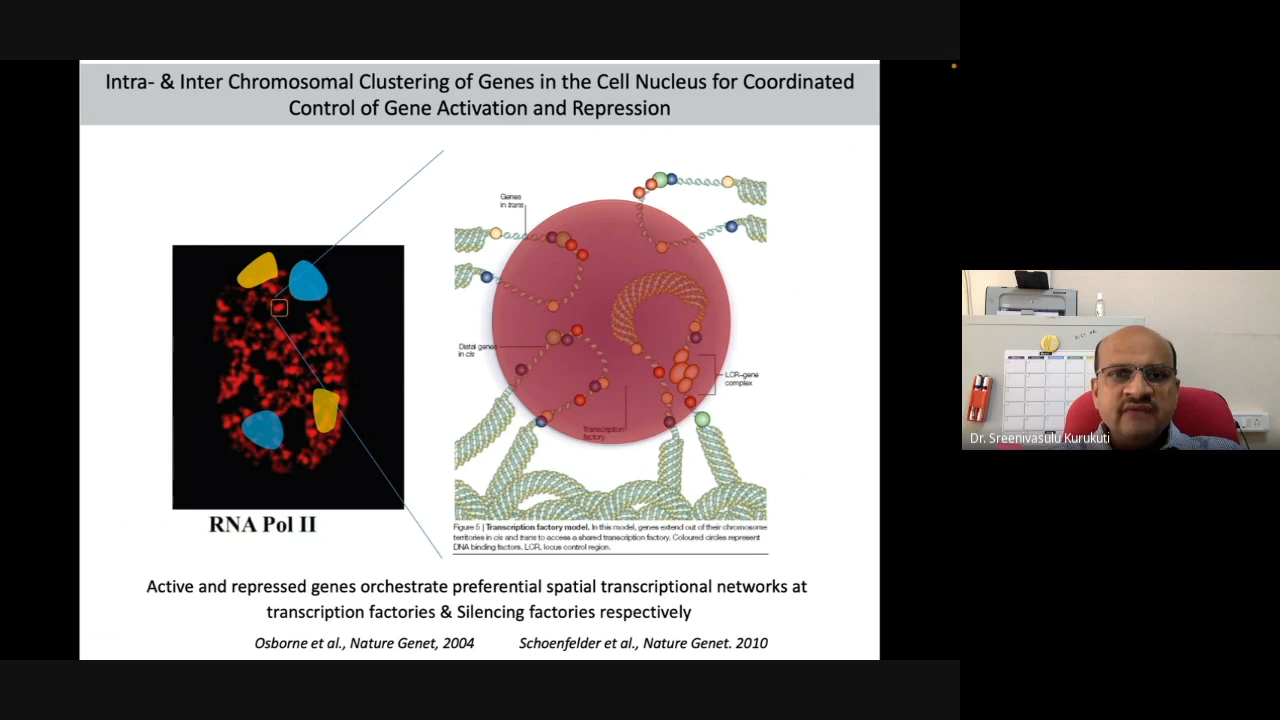 Intra- & Inter Chromosomal Clustering of Genes in the Cell Nucleus for Coordinated
Control of Gene Activation and Repression
Genes
in trans
Distal genes
in cis
LCR-gene
complex
Transcription
factory
RNA Pol II
Figure 5 | Transcription factory model. In this model, genes extend out of their chromosome
territories in cis and trans to access a shared transcription factory. Coloured circles represent
DNA binding factors. LCR, locus control region.
Active and repressed genes orchestrate preferential spatial transcriptional networks at
transcription factories & Silencing factories respectively
Osborne et al., Nature Genet, 2004
Schoenfelder et al., Nature Genet. 2010
Dr. Sreenivasulu Kurukuti